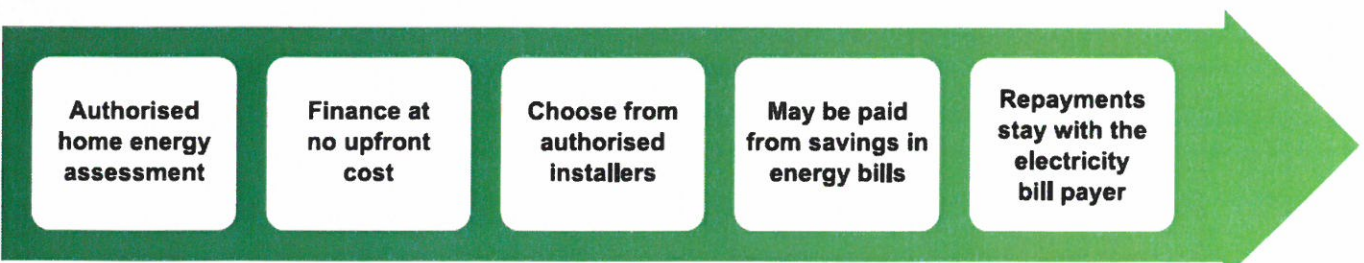 Authorised
home energy
assessment
Finance at
no upfront
cost
Choose from
authorised
installers
May be paid
from savings in
energy bills
Repayments
stay with the
electricity
bill payer